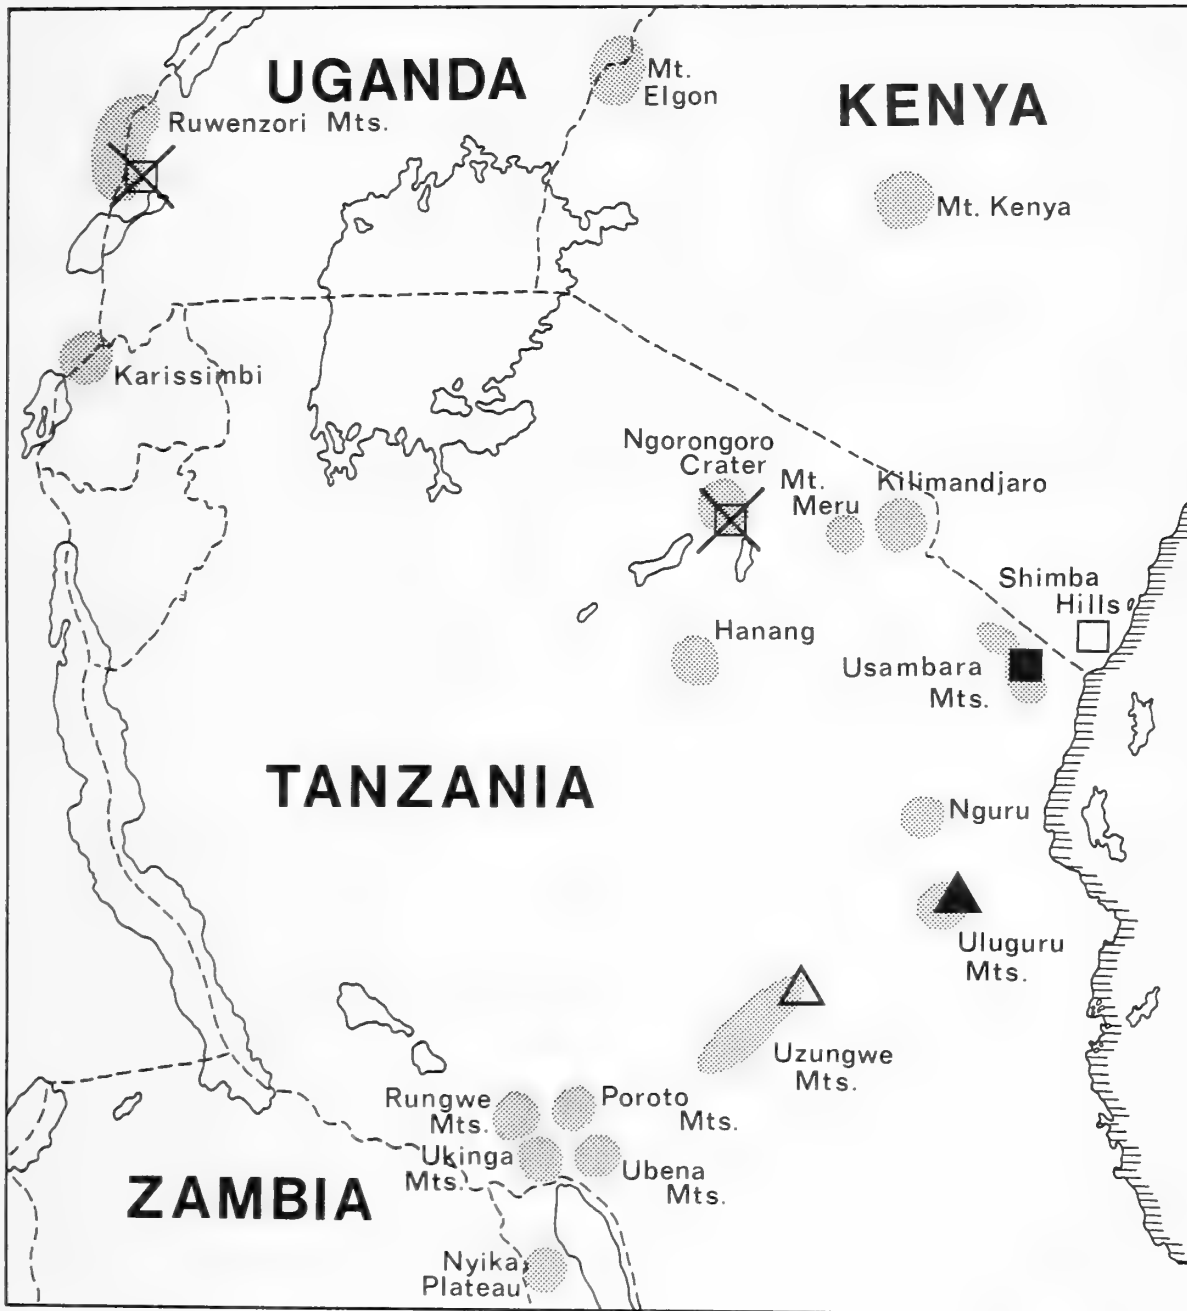 UGANDA
Mt.
Elgon
KENYA
Ruwenzori Mts.
Mt. Kenya
Karissimbi
Ngorongoro
Crater
Mt.
Meru
Kilimandjaro
Shimba
Hills
Hanang
Usambara
Mts.
TANZANIA
Nguru
Uluguru
Mts.
Uzungwe
Mts.
Rungwe
Mts.
Poroto
Mts.
Ukinga
Mts.
Ubena
Mts.
ZAMBIA
Nyika
Plateau